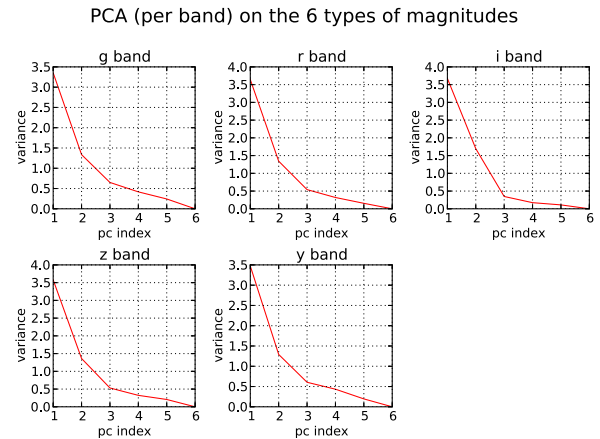 PCA (per band) on the 6 types of magnitudes
g band
3.5
3.0
2.5
2.0
1.5
1.0
0.5
0.0
variance
1 2 3 4 5 6
pc index
r band
4.0
3.5
3.0
2.5
2.0
1.5
1.0
0.5
0.0
variance
1 2 3 4 5 6
pc index
i band
4.0
3.5
3.0
2.5
2.0
1.5
1.0
0.5
0.0
variance
1 2 3 4 5 6
pc index
z band
4.0
3.5
3.0
2.5
2.0
1.5
1.0
0.5
0.0
variance
1 2 3 4 5 6
pc index
y band
3.5
3.0
2.5
2.0
1.5
1.0
0.5
0.0
variance
1 2 3 4 5 6
pc index